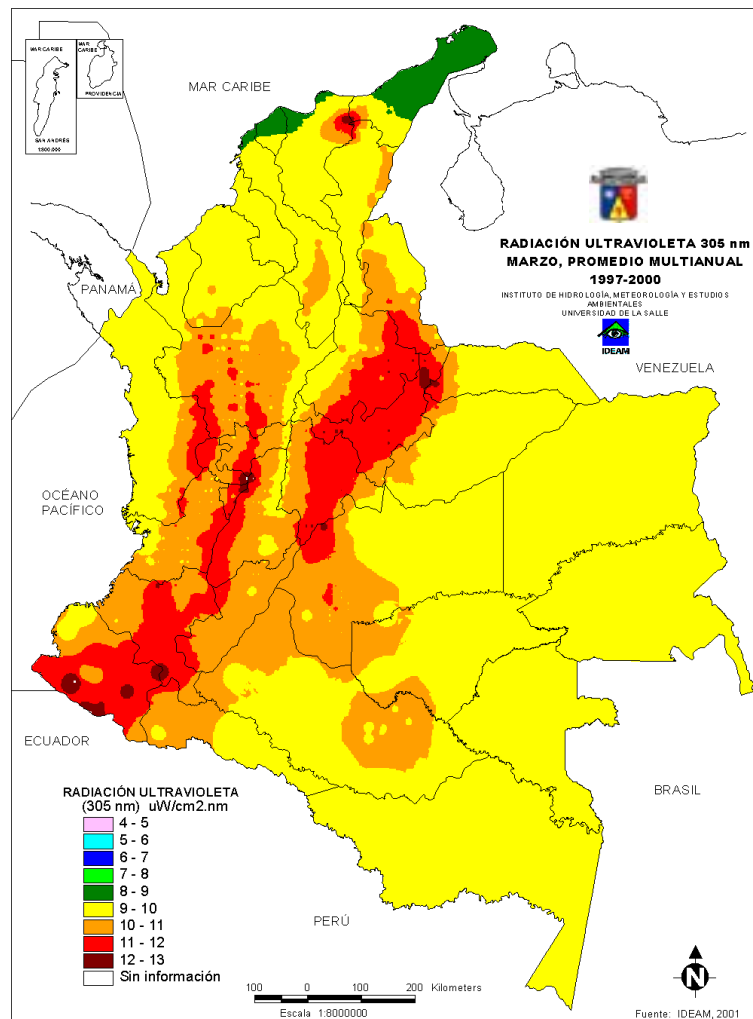 MAR CARIBE
MAR
CARIBE
PROVIDENCIA
SAN ANDRÉS
MAR CARIBE
RADIACIÓN ULTRAVIOLETA 305 nm
MARZO, PROMEDIO MULTIANUAL
1997-2000
INSTITUTO DE HIDROLOGÍA, METEOROLOGÍA Y ESTUDIOS
AMBIENTALES
UNIVERSIDAD DE LA SALLE
IDEAM
PANAMÁ
VENEZUELA
OCÉANO
PACÍFICO
ECUADOR
BRASIL
PERÚ
RADIACIÓN ULTRAVIOLETA
(305 nm) uW/cm2.nm
4 - 5
5 - 6
6 - 7
7 - 8
8 - 9
9 - 10
10 - 11
11 - 12
12 - 13
Sin información
100 0 100 200 Kilometers
Escala 1:8000000
N
Fuente: IDEAM, 2001